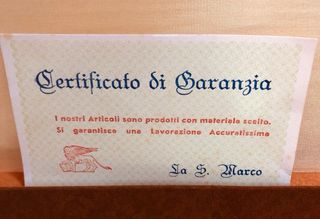 Certificato di Garanzia
I nostri Articoli sono prodotti con materiale scelto.
Si garantisce una Lavorazione Accuratissima
La S. Marco